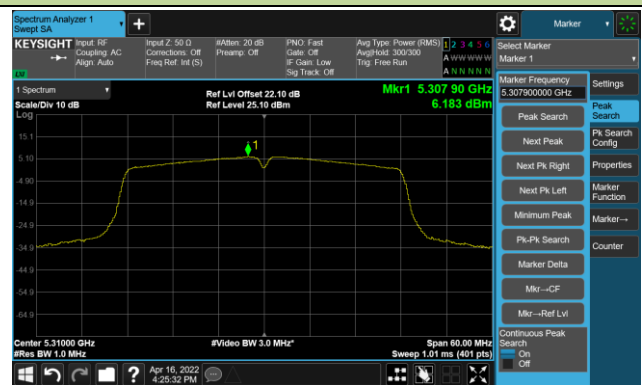 Spectrum Analyzer 1
Swept SA
+
Marker
KEYSIGHT
Input: RF
Coupling: AC
Align: Auto
Input Z: 50 Ω
Corrections: Off
Freq Ref: Int (S)
#Atten: 20 dB
Preamp: Off
PNO: Fast
Gate: Off
IF Gain: Low
Sig Track: Off
Avg Type: Power (RMS)
Avg|Hold: 300/300
Trig: Free Run
1 2 3 4 5 6
A W W W W W
A N N N N N
LW
Select Marker
Marker 1
1 Spectrum
Scale/Div 10 dB
Log
Ref Lvl Offset 22.10 dB
Ref Level 25.10 dBm
Mkr1 5.307 90 GHz
6.183 dBm
15.1
5.10
-4.90
-14.9
-24.9
-34.9
-44.9
-54.9
-64.9
1
Center 5.31000 GHz
#Res BW 1.0 MHz
#Video BW 3.0 MHz*
Span 60.00 MHz
Sweep 1.01 ms (401 pts)
Marker Frequency
5.307900000 GHz
Peak Search
Next Peak
Next Pk Right
Next Pk Left
Minimum Peak
Pk-Pk Search
Marker Delta
Mkr→CF
Mkr→Ref Lvl
Continuous Peak
Search
On
Off
Settings
Peak
Search
Pk Search
Config
Properties
Marker
Function
Marker→
Counter
?
Apr 16, 2022
4:25:32 PM